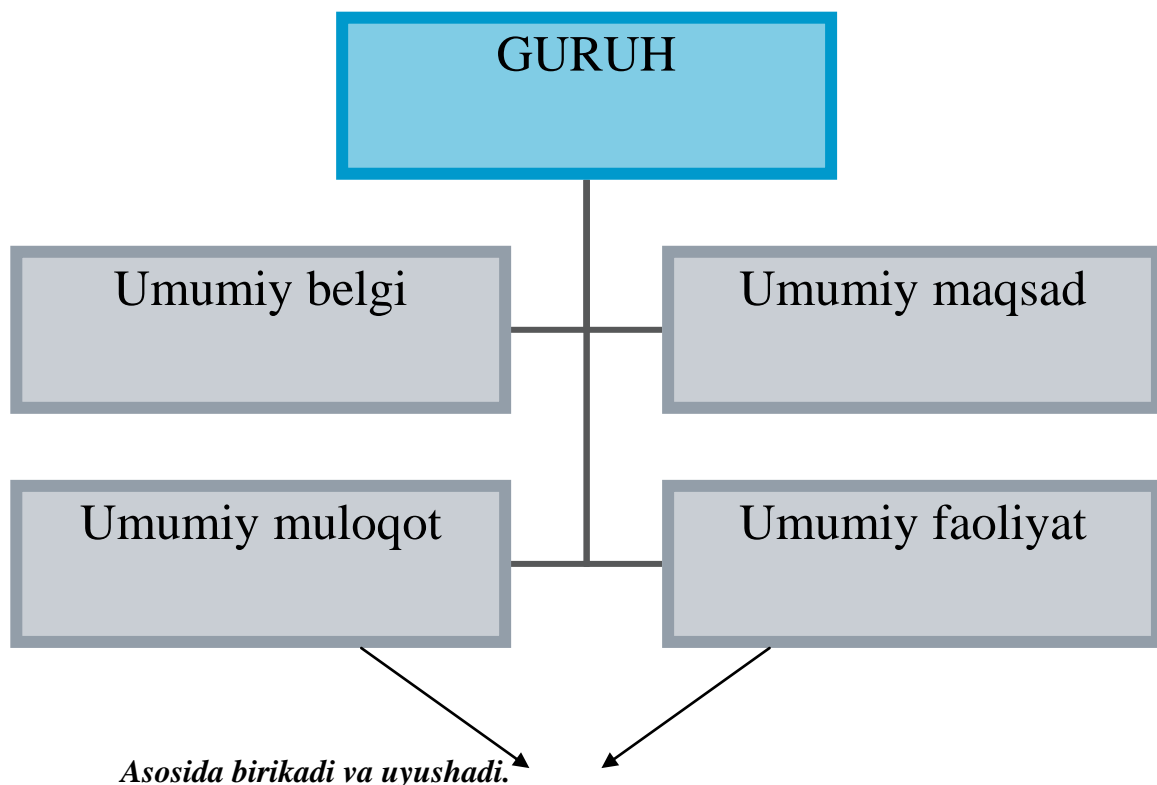 GURUH
Umumiy belgi
Umumiy maqsad
Umumiy muloqot
Umumiy faoliyat
Asosida birikadi va uyushadi.